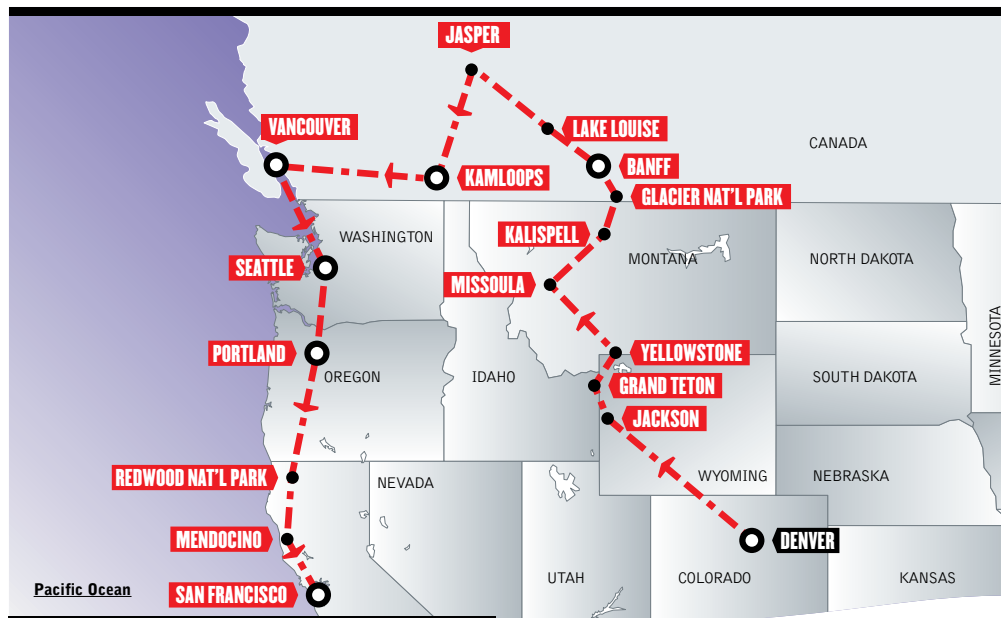 JASPER
VANCOUVER
LAKE LOUISE
CANADA
BANFF
KAMLOOPS
GLACIER NAT'L PARK
KALISPELL
WASHINGTON
MONTANA
NORTH DAKOTA
SEATTLE
MISSOULA
MINNESOTA
PORTLAND
YELLOWSTONE
OREGON
IDAHO
GRAND TETON
SOUTH DAKOTA
JACKSON
REDWOOD NAT'L PARK
NEVADA
WYOMING
NEBRASKA
MENDOCINO
DENVER
UTAH
COLORADO
KANSAS
Pacific Ocean
SAN FRANCISCO